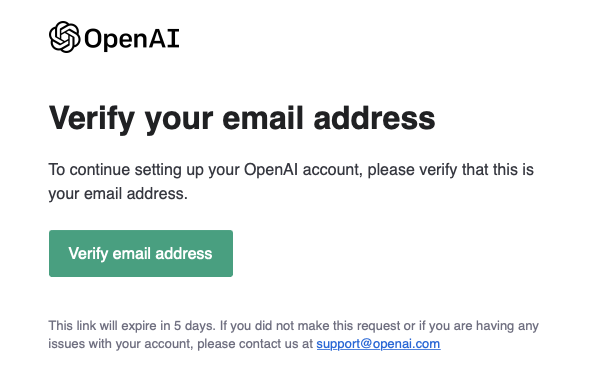 OpenAI
Verify your email address
To continue setting up your OpenAI account, please verify that this is
your email address.
Verify email address
This link will expire in 5 days. If you did not make this request or if you are having any
issues with your account, please contact us at support@openai.com